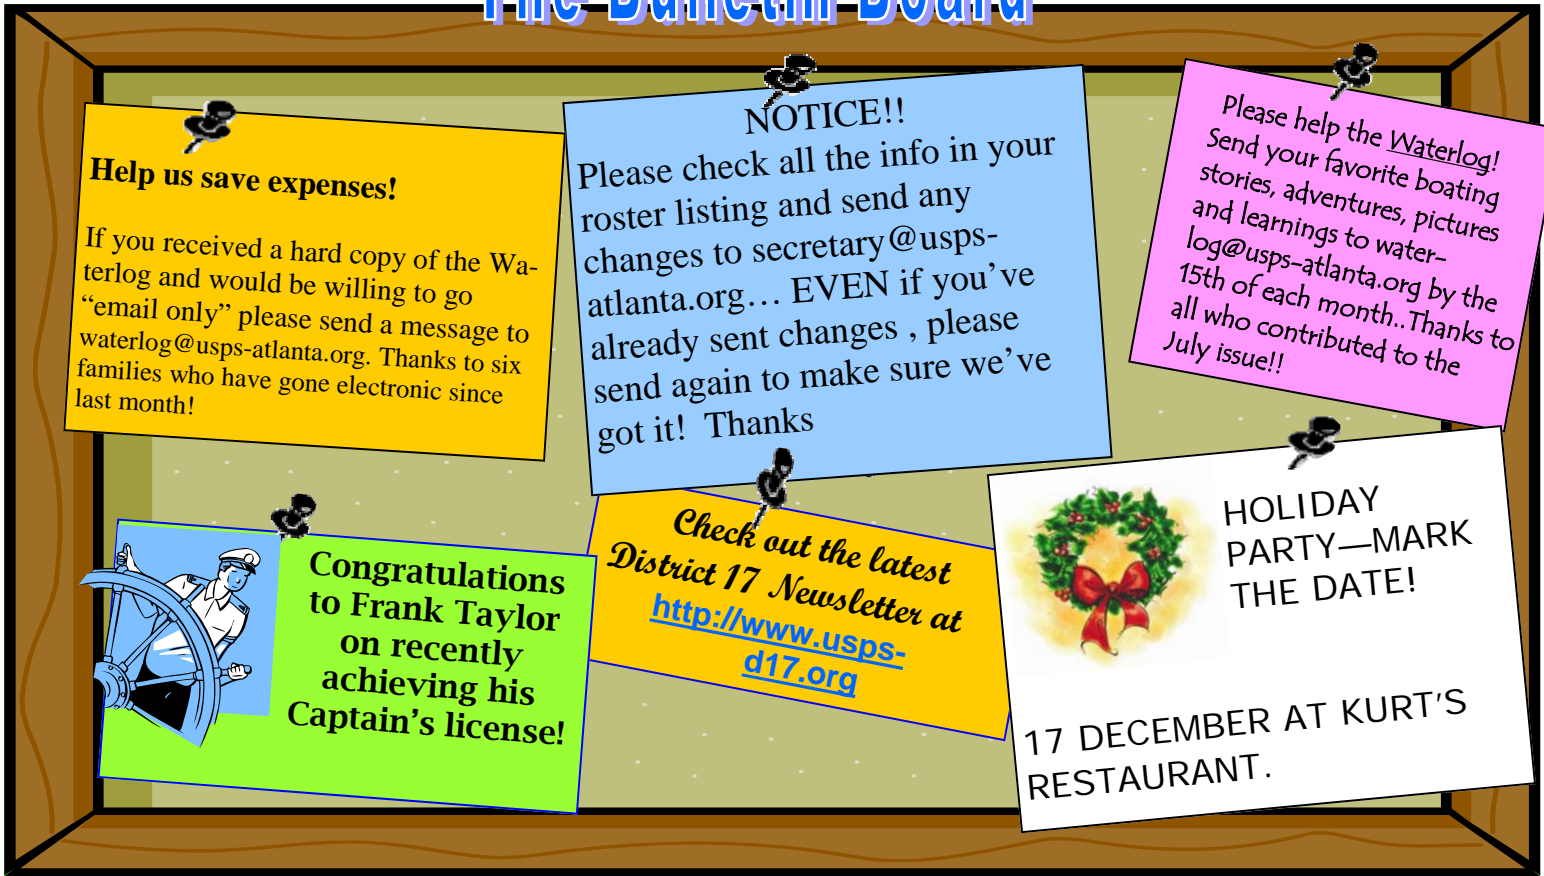 The Bulletin Board
Help us save expenses!
If you received a hard copy of the Wa-
terlog and would be willing to go
“email only” please send a message to
waterlog@usps-atlanta.org. Thanks to six
families who have gone electronic since
last month!
NOTICE!!
Please check all the info in your
roster listing and send any
changes to secretary@usps-
atlanta.org… EVEN if you’ve
already sent changes , please
send again to make sure we’ve
got it!  Thanks
Please help the Waterlog!
Send your favorite boating
stories, adventures, pictures
and learnings to water-
log@usps-atlanta.org by the
15th of each month..Thanks to
all who contributed to the
July issue!!
Congratulations
to Frank Taylor
on recently
achieving his
Captain’s license!
Check out the latest
District 17 Newsletter at
http://www.usps-
d17.org
HOLIDAY
PARTY—MARK
THE DATE!
17 DECEMBER AT KURT’S
RESTAURANT.